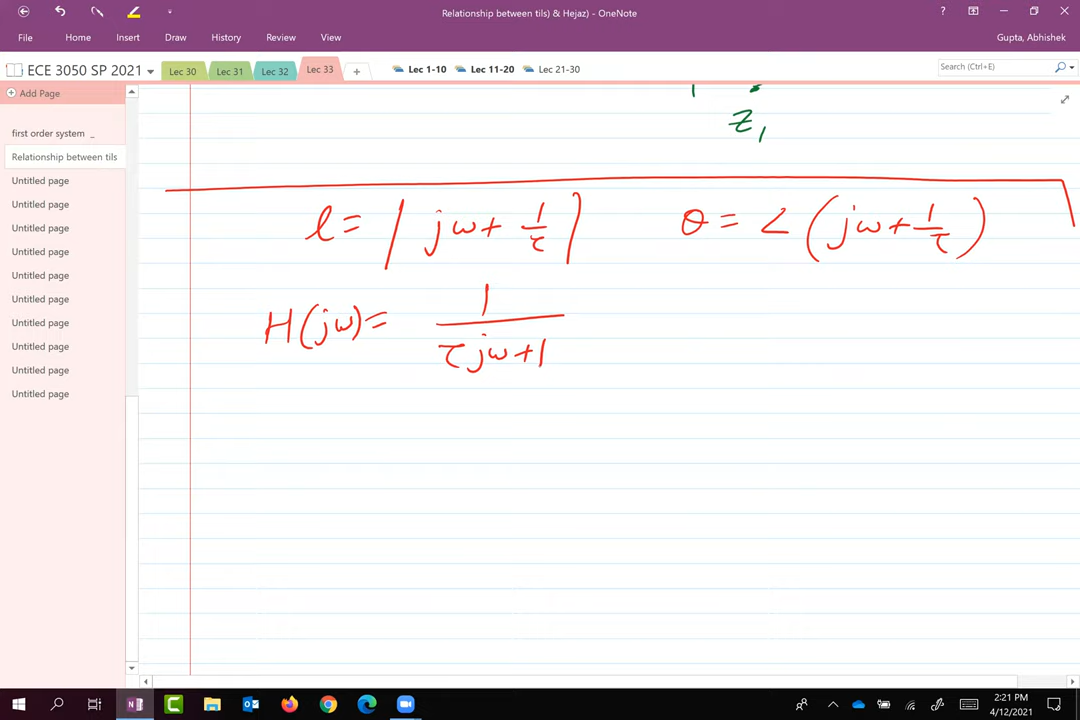 Relationship between tils) & Hejaz) - OneNote
File Home Insert Draw History Review View
Gupta, Abhishek
ECE 3050 SP 2021
Lec 30
Lec 31
Lec 32
Lec 33
Lec 1-10
Lec 11-20
Lec 21-30
Search (Ctrl+E)
Add Page
first order system _
Relationship between tils
Untitled page
Untitled page
Untitled page
Untitled page
Untitled page
Untitled page
Untitled page
Untitled page
Untitled page
Untitled page
z₁
l = | jω + 1/τ |
θ = ∠ ( jω + 1/τ )
H(jω) = 1 / (τjω+1)
2:21 PM
4/12/2021